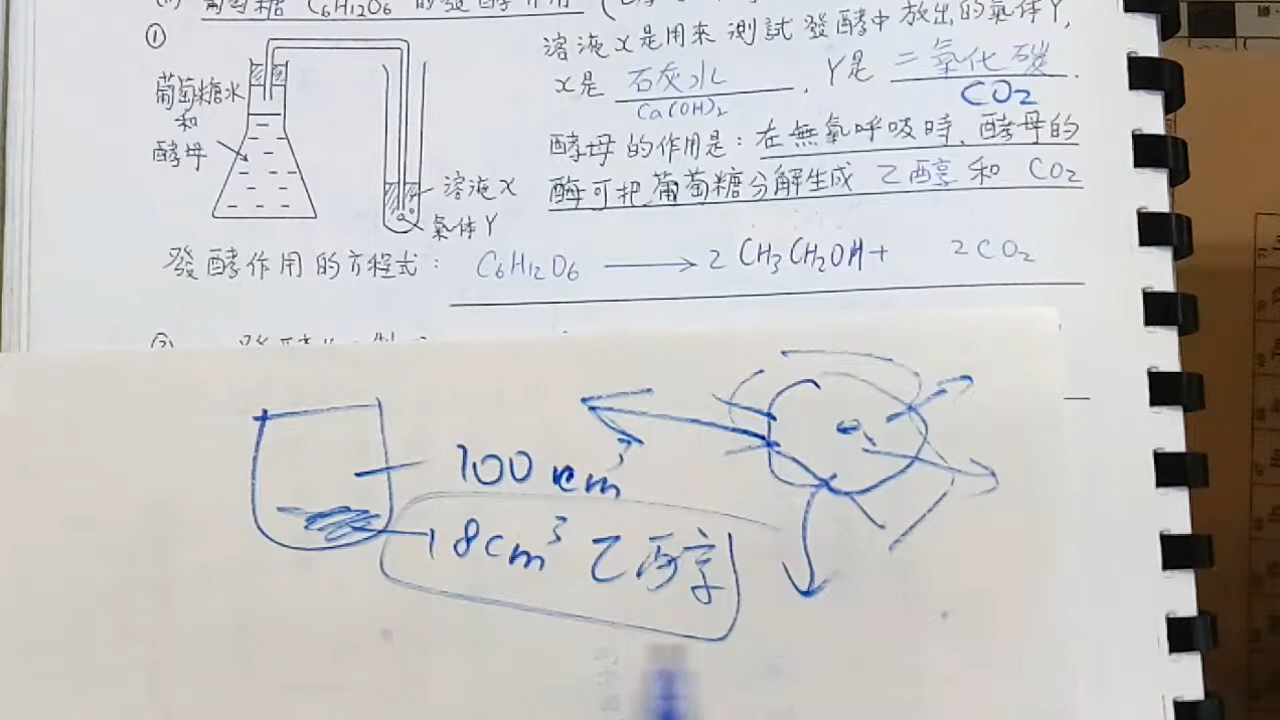 葡萄糖 C6H12O6 的發酵作用
①
溶液X是用來測試發酵中放出的氣体Y,
X是 石灰水 Ca(OH)2 . Y是 二氧化碳 CO2 .
葡萄糖水
和
酵母
溶液X
氣体Y
酵母的作用是: 在無氧呼吸時、酵母的
酶可把葡萄糖分解生成 乙醇 和 CO2
發酵作用的方程式: C6H12O6 → 2 CH3CH2OH + 2CO2
100 cm³
18cm³ 乙醇